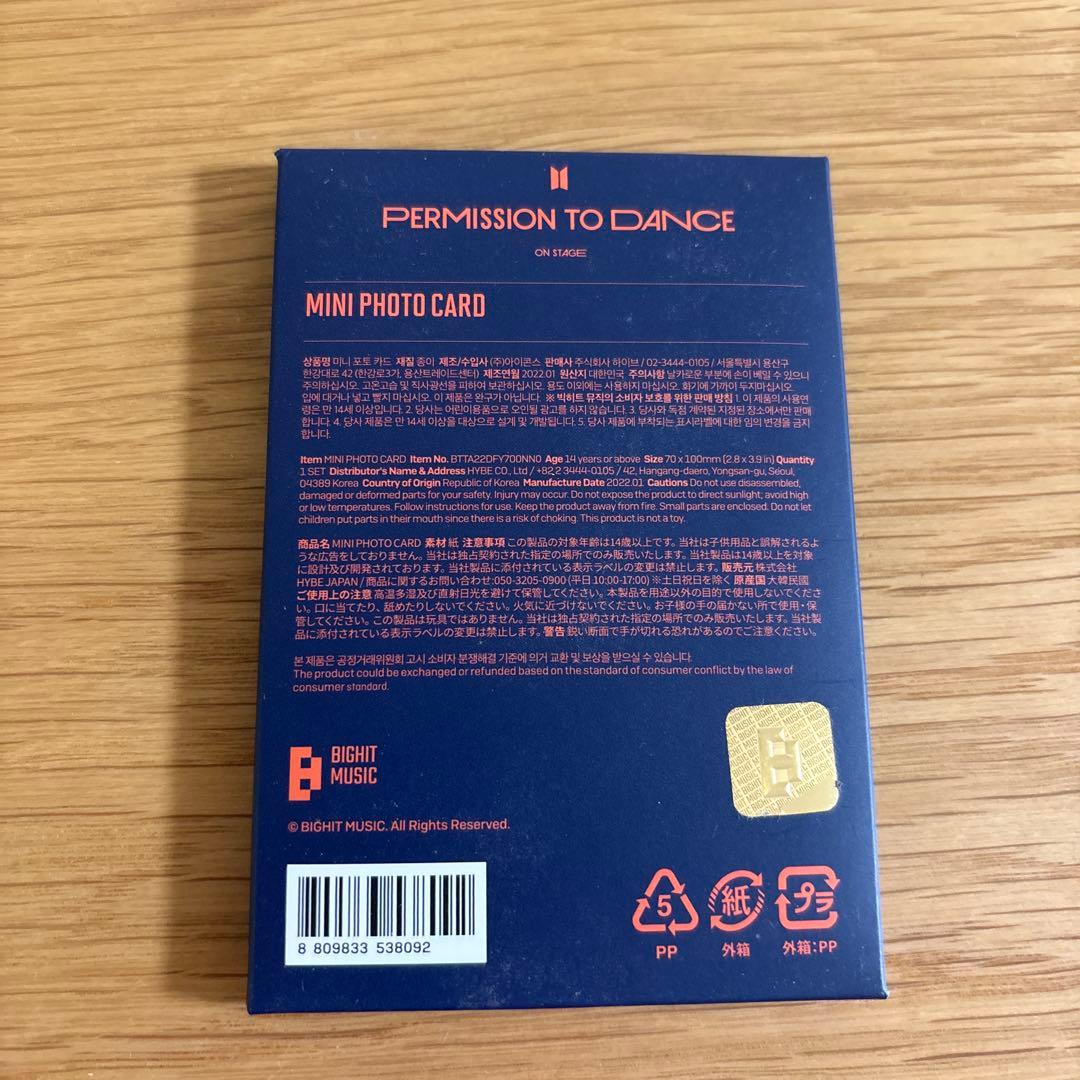 PERMISSION TO DANCE
ON STAGE
MINI PHOTO CARD
상품명 미니 포토 카드 재질 종이 제조/수입사 (주)아이콘스 판매사 주식회사 하이브 / 02-3444-0105 / 서울특별시 용산구
한강대로 42 (한강로3가, 용산트레이드센터) 제조연월 2022.01 원산지 대한민국 주의사항 날카로운 부분에 손이 베일 수 있으니
주의하십시오. 고온고습 및 직사광선을 피하여 보관하십시오. 용도 이외에는 사용하지 마십시오. 화기에 가까이 두지마십시오.
입에 대거나 넣고 빨지 마십시오. 이 제품은 완구가 아닙니다. ※ 빅히트 뮤직의 소비자 보호를 위한 판매 방침 1. 이 제품의 사용연
령은 만 14세 이상입니다. 2. 당사는 어린이용품으로 오인될 광고를 하지 않습니다. 3. 당사와 독점 계약된 지정된 장소에서만 판매
합니다. 4. 당사 제품은 만 14세 이상을 대상으로 설계 및 개발됩니다. 5. 당사 제품에 부착되는 표시라벨에 대한 임의 변경을 금지
합니다.
Item MINI PHOTO CARD Item No. BTTA22DFY700NN0 Age 14 years or above Size 70 x 100mm (2.8 x 3.9 in) Quantity
1 SET Distributor's Name & Address HYBE CO., Ltd / +82 2 3444-0105 / 42, Hangang-daero, Yongsan-gu, Seoul,
04389 Korea Country of Origin Republic of Korea Manufacture Date 2022.01 Cautions Do not use disassembled,
damaged or deformed parts for your safety. Injury may occur. Do not expose the product to direct sunlight, avoid high
or low temperatures. Follow instructions for use. Keep the product away from fire. Small parts are enclosed. Do not let
children put parts in their mouth since there is a risk of choking. This product is not a toy.
商品名 MINI PHOTO CARD 素材 紙 注意事項 この製品の対象年齢は14歳以上です。当社は子供用品と誤解されるよ
うな広告をしておりません。当社は独占契約された指定の場所でのみ販売いたします。当社製品は14歳以上を対象
に設計及び開発されております。当社製品に添付されている表示ラベルの変更は禁止します。販売元 株式会社
HYBE JAPAN / 商品に関するお問い合わせ:050-3205-0900 (平日 10:00-17:00) ※土日祝日を除く 原産国 大韓民国
ご使用上の注意 高温多湿及び直射日光を避けて保管してください。本製品を用途以外の目的で使用しないでくださ
い。口に当てたり、舐めたりしないでください。火気に近づけないでください。お子様の手の届かない所で使用・保
管してください。この製品は玩具ではありません。当社は独占契約された指定の場所でのみ販売いたします。当社製
品に添付されている表示ラベルの変更は禁止します。警告 鋭い断面で手が切れる恐れがあるのでご注意ください。
본 제품은 공정거래위원회 고시 소비자 분쟁해결 기준에 의거 교환 및 보상을 받으실 수 있습니다.
The product could be exchanged or refunded based on the standard of consumer conflict by the law of
consumer standard.
BIGHIT
MUSIC
BIGHIT MUSIC
© BIGHIT MUSIC. All Rights Reserved.
8 809833 538092
5
PP
紙
外箱
プラ
外箱:PP